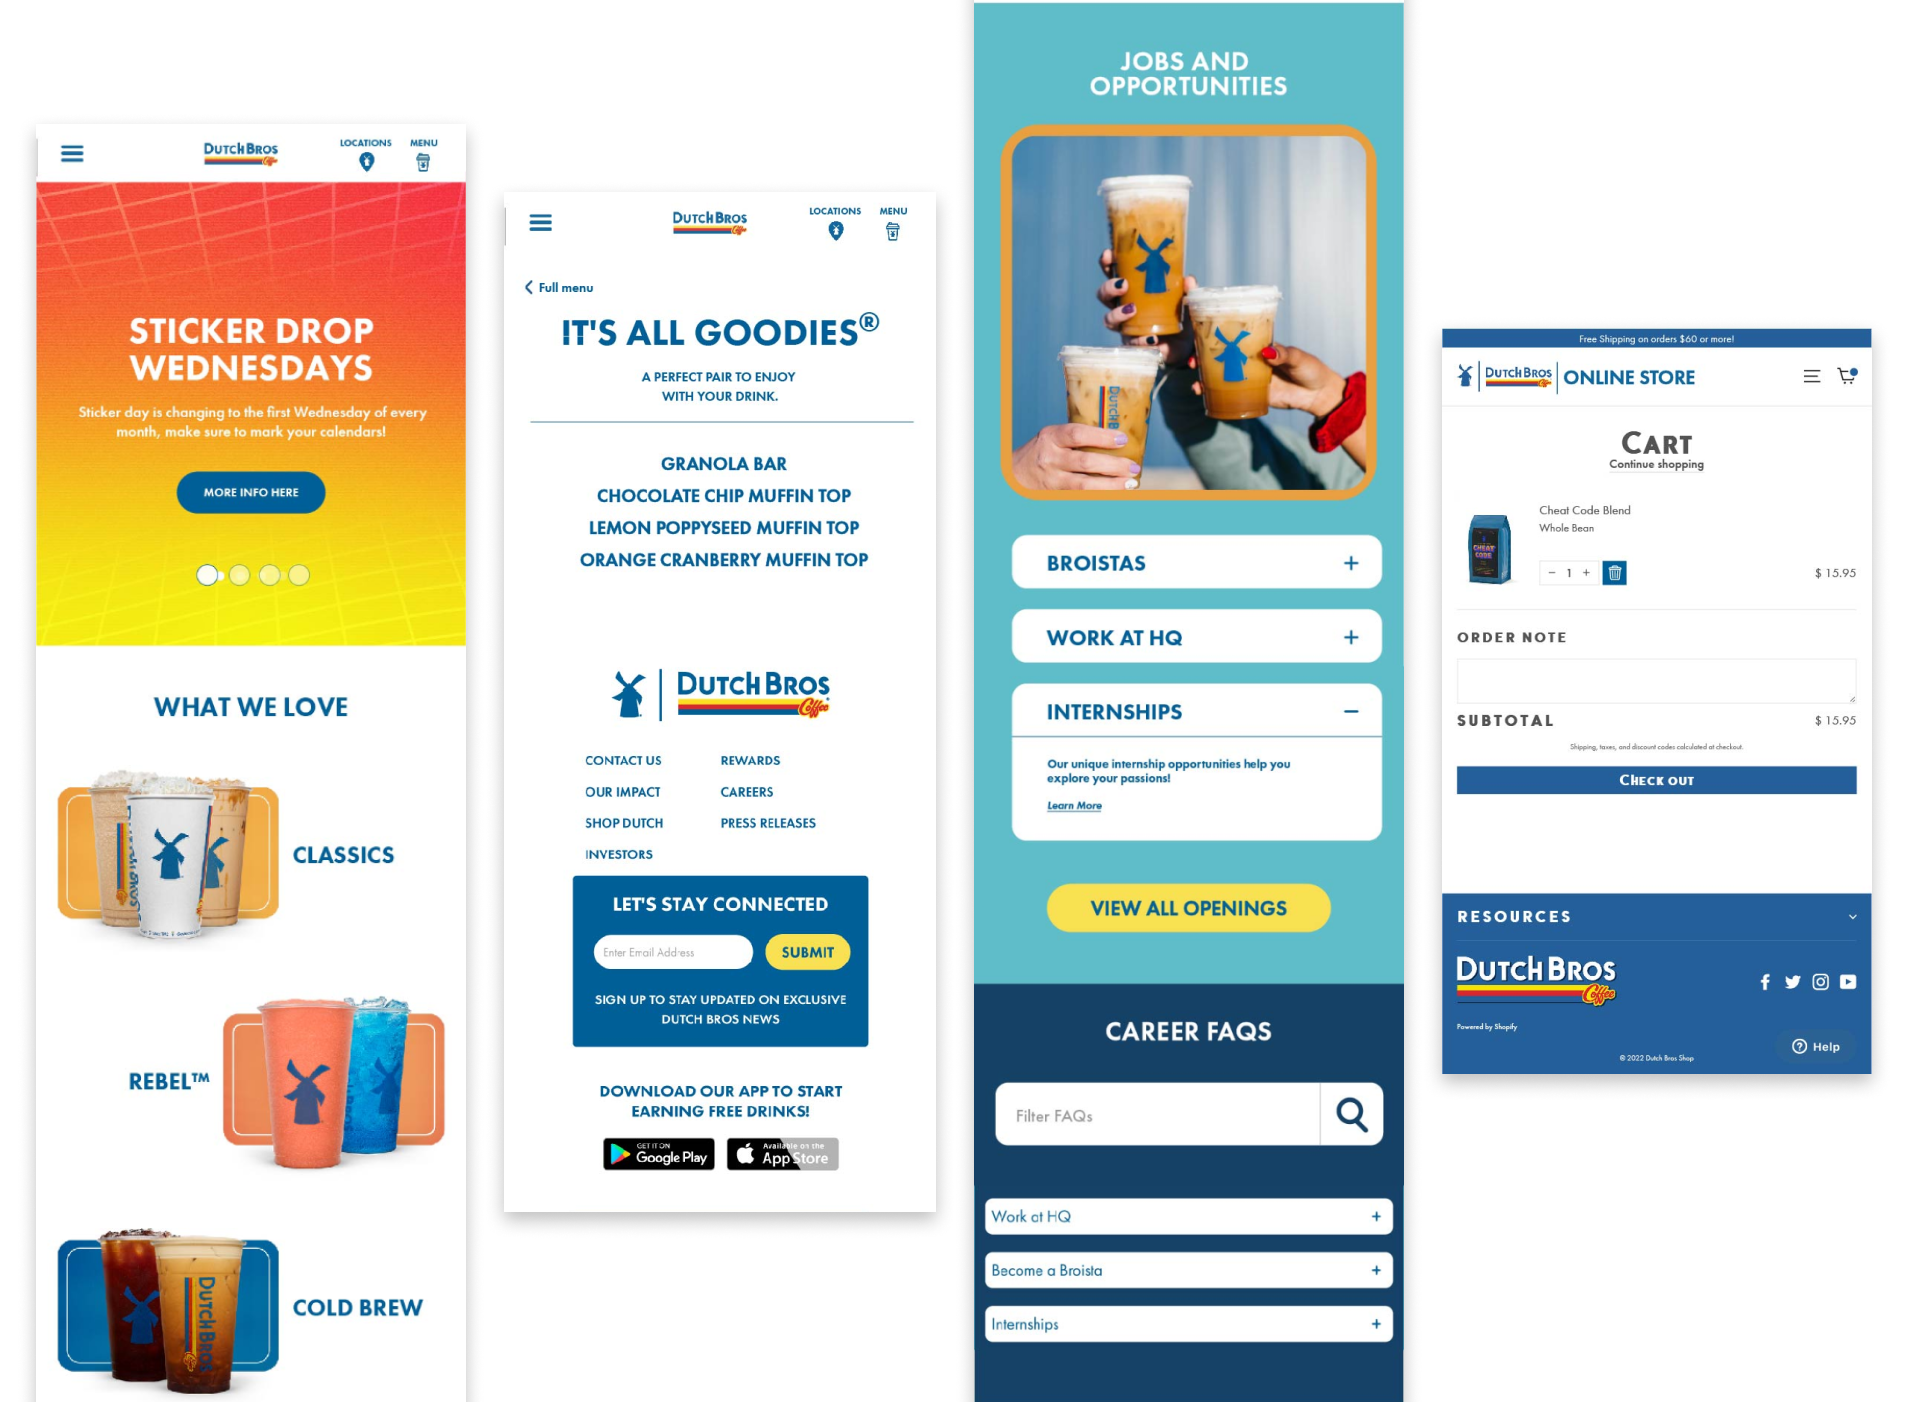 DUTCH BROS
Coffee
LOCATIONS
MENU
STICKER DROP
WEDNESDAYS
Sticker day is changing to the first Wednesday of every
month, make sure to mark your calendars!
MORE INFO HERE
WHAT WE LOVE
CLASSICS
REBEL™
COLD BREW
DUTCH BROS
DUTCH BROS
Coffee
LOCATIONS
MENU
Full menu
IT'S ALL GOODIES®
A PERFECT PAIR TO ENJOY
WITH YOUR DRINK.
GRANOLA BAR
CHOCOLATE CHIP MUFFIN TOP
LEMON POPPYSEED MUFFIN TOP
ORANGE CRANBERRY MUFFIN TOP
DUTCH BROS
Coffee
CONTACT US
REWARDS
OUR IMPACT
CAREERS
SHOP DUTCH
PRESS RELEASES
INVESTORS
LET'S STAY CONNECTED
Enter Email Address
SUBMIT
SIGN UP TO STAY UPDATED ON EXCLUSIVE
DUTCH BROS NEWS
DOWNLOAD OUR APP TO START
EARNING FREE DRINKS!
GET IT ON
Google Play
Available on the
App Store
JOBS AND
OPPORTUNITIES
DUTCH B
BROISTAS +
WORK AT HQ +
INTERNSHIPS −
Our unique internship opportunities help you
explore your passions!
Learn More
VIEW ALL OPENINGS
CAREER FAQS
Filter FAQs
Work at HQ +
Become a Broista +
Internships +
Free Shipping on orders $60 or more!
DUTCH BROS
Coffee
ONLINE STORE
CART
Continue shopping
CHEAT
CODE
Cheat Code Blend
Whole Bean
− 1 +
$ 15.95
ORDER NOTE
SUBTOTAL
$ 15.95
Shipping, taxes, and discount codes calculated at checkout.
CHECK OUT
RESOURCES
DUTCH BROS
Coffee
Powered by Shopify
? Help
© 2022 Dutch Bros Shop